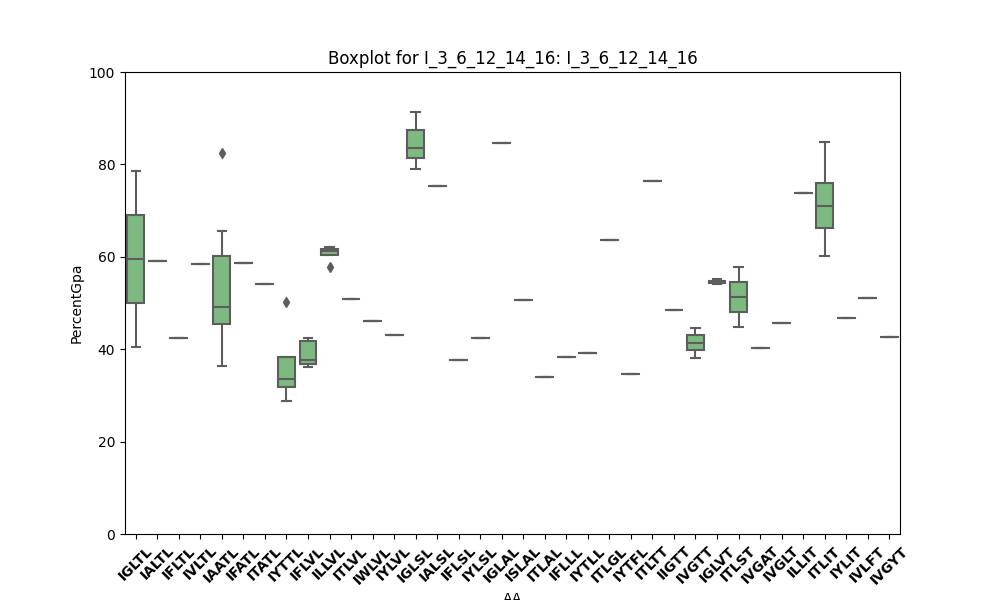 Boxplot for I_3_6_12_14_16: I_3_6_12_14_16
100
80
60
40
20
0
PercentGpa
IGLTL
IALTL
IFLTL
IVLTL
IAATL
IFATL
ITATL
IYTTL
IFLVL
ILLVL
ITLVL
IWLVL
IYLVL
IGLSL
IALSL
IFLSL
IYLSL
IGLAL
ISLAL
ITLAL
IFLLL
IYTLL
ITLGL
IYTFL
ITLTT
IIGTT
IVGTT
IGLVT
ITLST
IVGAT
IVGLT
ILLIT
ITLIT
IYLIT
IVLFT
IVGYT
AA